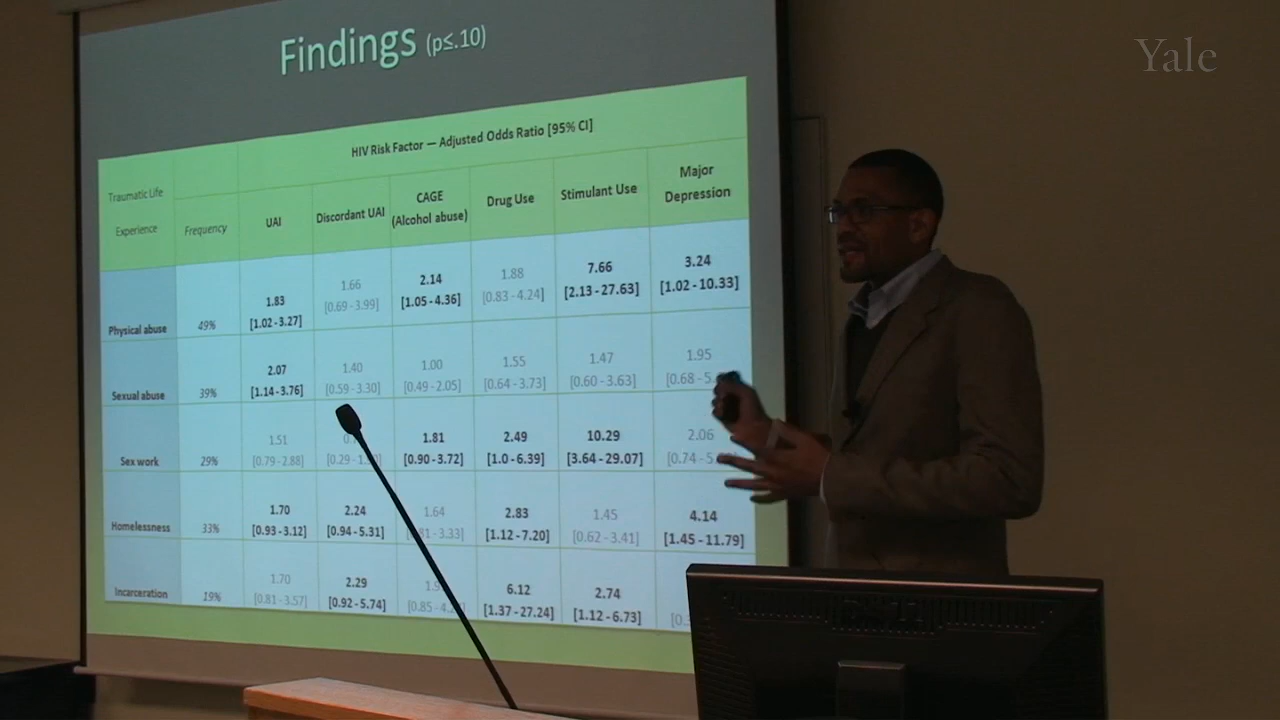 Findings (p≤.10)
Yale
HIV Risk Factor — Adjusted Odds Ratio [95% CI]
Traumatic Life
Experience
Frequency
UAI
Discordant UAI
CAGE
(Alcohol abuse)
Drug Use
Stimulant Use
Major
Depression
Physical abuse
49%
1.83
[1.02 - 3.27]
1.66
[0.69 - 3.99]
2.14
[1.05 - 4.36]
1.88
[0.83 - 4.24]
7.66
[2.13 - 27.63]
3.24
[1.02 - 10.33]
Sexual abuse
39%
2.07
[1.14 - 3.76]
1.40
[0.59 - 3.30]
1.00
[0.49 - 2.05]
1.55
[0.64 - 3.73]
1.47
[0.60 - 3.63]
1.95
[0.68 -
Sex work
29%
1.51
[0.79 - 2.88]
[0.29 -
1.81
[0.90 - 3.72]
2.49
[1.0 - 6.39]
10.29
[3.64 - 29.07]
2.06
[0.74 -
Homelessness
33%
1.70
[0.93 - 3.12]
2.24
[0.94 - 5.31]
1.64
- 3.33]
2.83
[1.12 - 7.20]
1.45
[0.62 - 3.41]
4.14
[1.45 - 11.79]
Incarceration
19%
1.70
[0.81 - 3.57]
2.29
[0.92 - 5.74]
[0.85 -
6.12
[1.37 - 27.24]
2.74
[1.12 - 6.73]